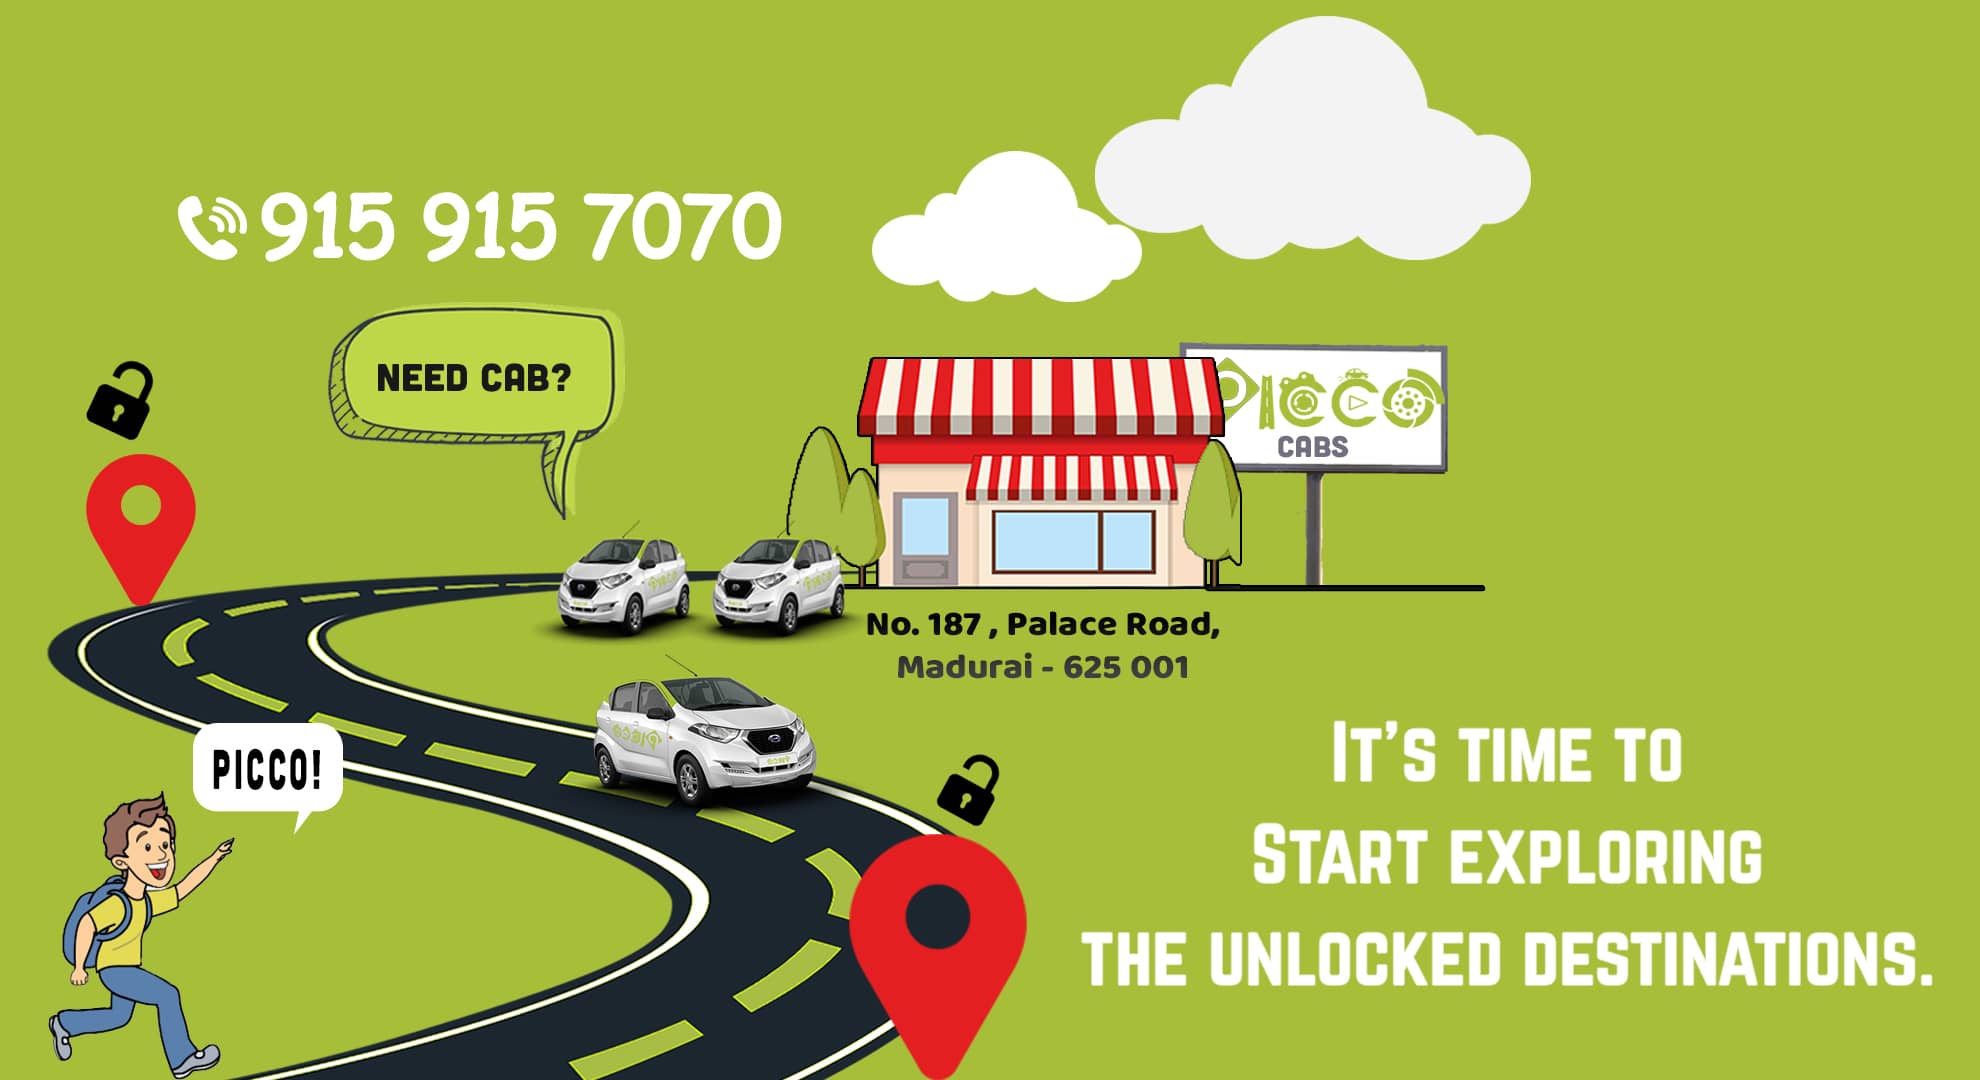 915 915 7070
NEED CAB?
PICCO
CABS
No. 187 , Palace Road,
Madurai - 625 001
PICCO!
IT'S TIME TO
START EXPLORING
THE UNLOCKED DESTINATIONS.